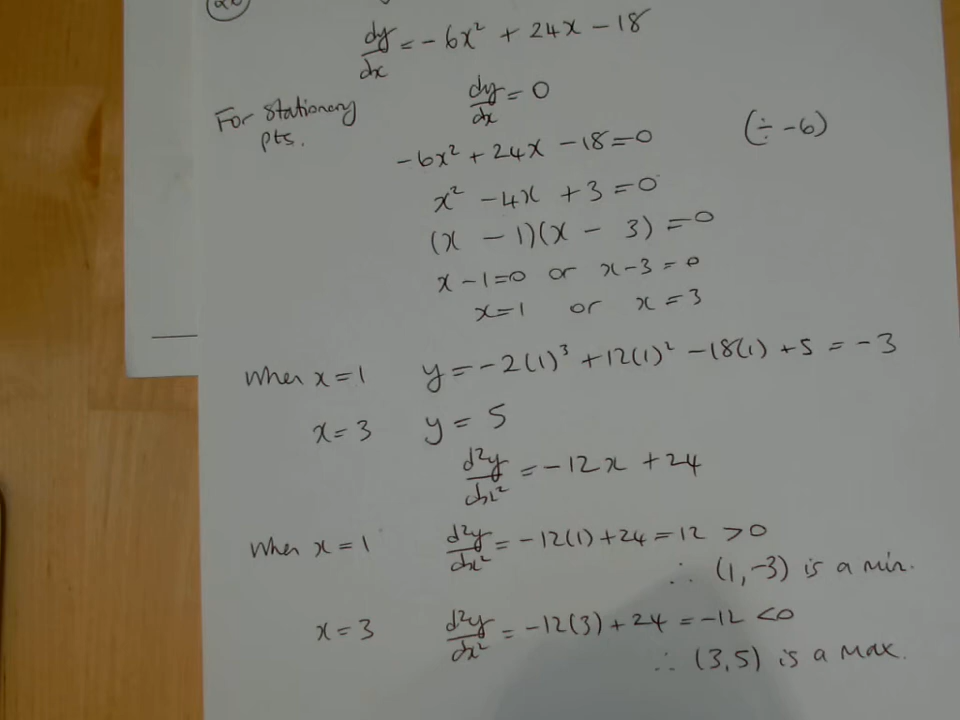 dy/dx = -6x² + 24x - 18
For stationary pts. dy/dx = 0
-6x² + 24x - 18 = 0 (÷ -6)
x² - 4x + 3 = 0
(x - 1)(x - 3) = 0
x - 1 = 0 or x - 3 = 0
x = 1 or x = 3
When x = 1 y = -2(1)³ + 12(1)² - 18(1) + 5 = -3
x = 3 y = 5
d²y/dx² = -12x + 24
When x = 1 d²y/dx² = -12(1) + 24 = 12 > 0
∴ (1, -3) is a min.
x = 3 d²y/dx² = -12(3) + 24 = -12 < 0
∴ (3, 5) is a max.